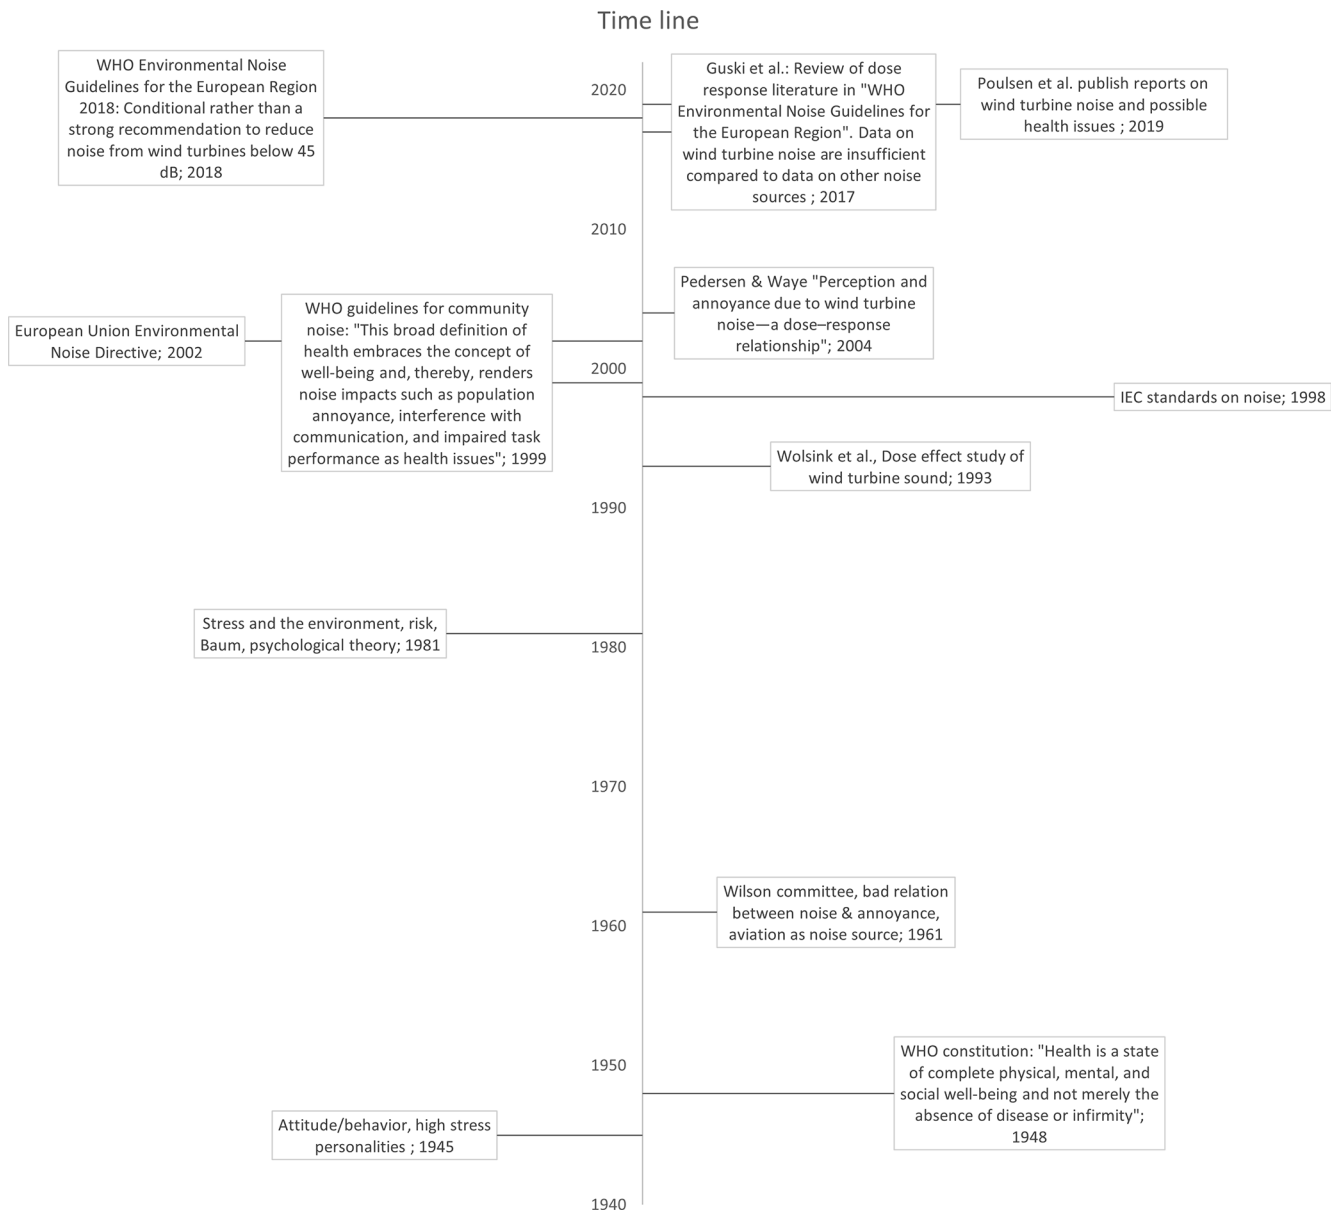 Time line
WHO Environmental Noise
Guidelines for the European Region
2018: Conditional rather than a
strong recommendation to reduce
noise from wind turbines below 45
dB; 2018
2020
Guski et al.: Review of dose
response literature in "WHO
Environmental Noise Guidelines for
the European Region". Data on
wind turbine noise are insufficient
compared to data on other noise
sources ; 2017
Poulsen et al. publish reports on
wind turbine noise and possible
health issues ; 2019
2010
Pedersen & Waye "Perception and
annoyance due to wind turbine
noise—a dose–response
relationship"; 2004
European Union Environmental
Noise Directive; 2002
WHO guidelines for community
noise: "This broad definition of
health embraces the concept of
well-being and, thereby, renders
noise impacts such as population
annoyance, interference with
communication, and impaired task
performance as health issues"; 1999
2000
IEC standards on noise; 1998
Wolsink et al., Dose effect study of
wind turbine sound; 1993
1990
Stress and the environment, risk,
Baum, psychological theory; 1981
1980
1970
Wilson committee, bad relation
between noise & annoyance,
aviation as noise source; 1961
1960
1950
WHO constitution: "Health is a state
of complete physical, mental, and
social well-being and not merely the
absence of disease or infirmity";
1948
Attitude/behavior, high stress
personalities ; 1945
1940